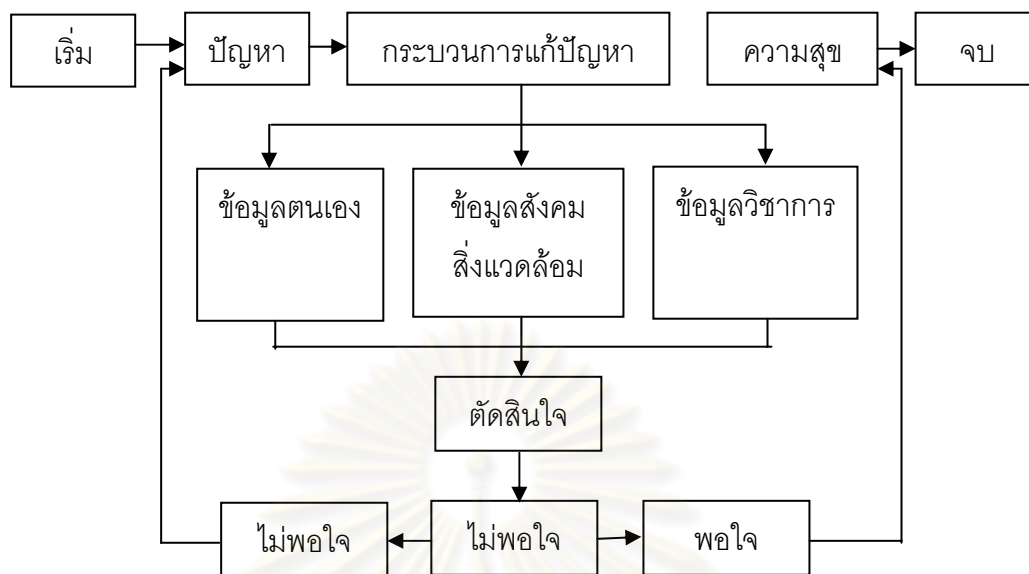 เริ่ม
ปัญหา
กระบวนการแก้ปัญหา
ความสุข
จบ
ข้อมูลตนเอง
ข้อมูลสังคม
สิ่งแวดล้อม
ข้อมูลวิชาการ
ตัดสินใจ
ไม่พอใจ
ไม่พอใจ
พอใจ